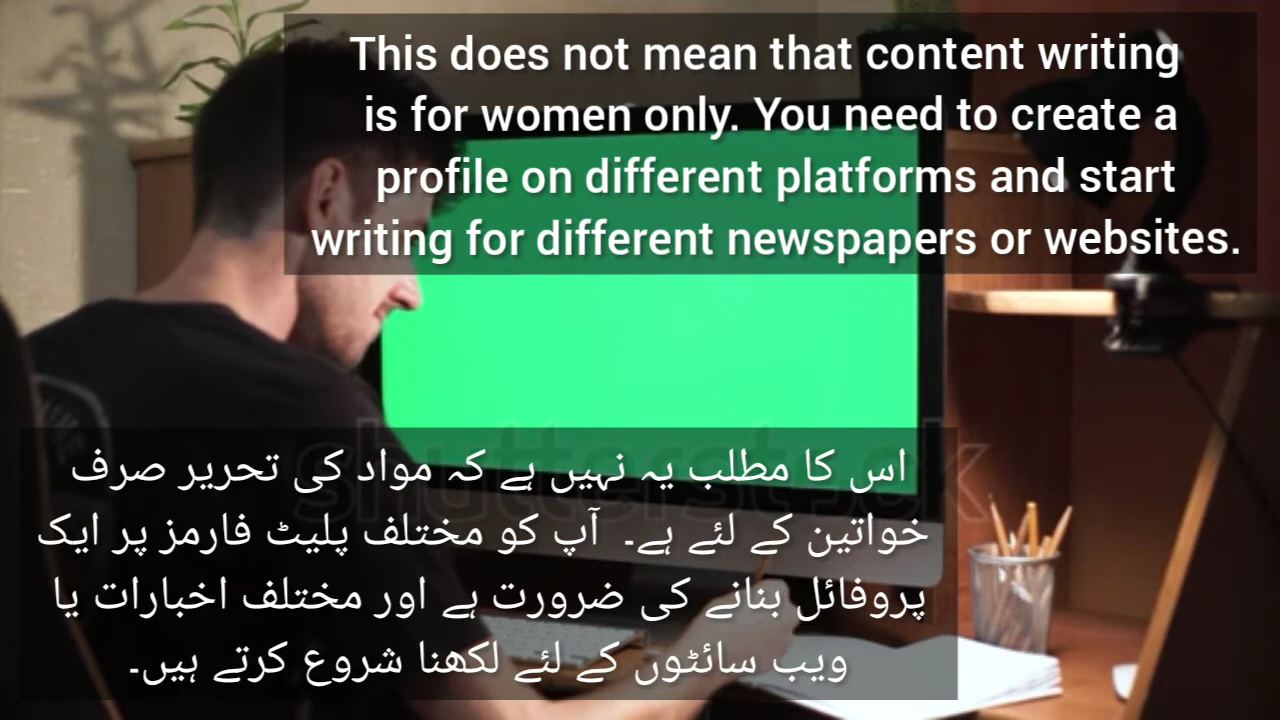 This does not mean that content writing
is for women only. You need to create a
profile on different platforms and start
writing for different newspapers or websites.
shutterstock
اس کا مطلب یہ نہیں ہے کہ مواد کی تحریر صرف
خواتین کے لئے ہے۔ آپ کو مختلف پلیٹ فارمز پر ایک
پروفائل بنانے کی ضرورت ہے اور مختلف اخبارات یا
ویب سائٹوں کے لئے لکھنا شروع کرتے ہیں۔